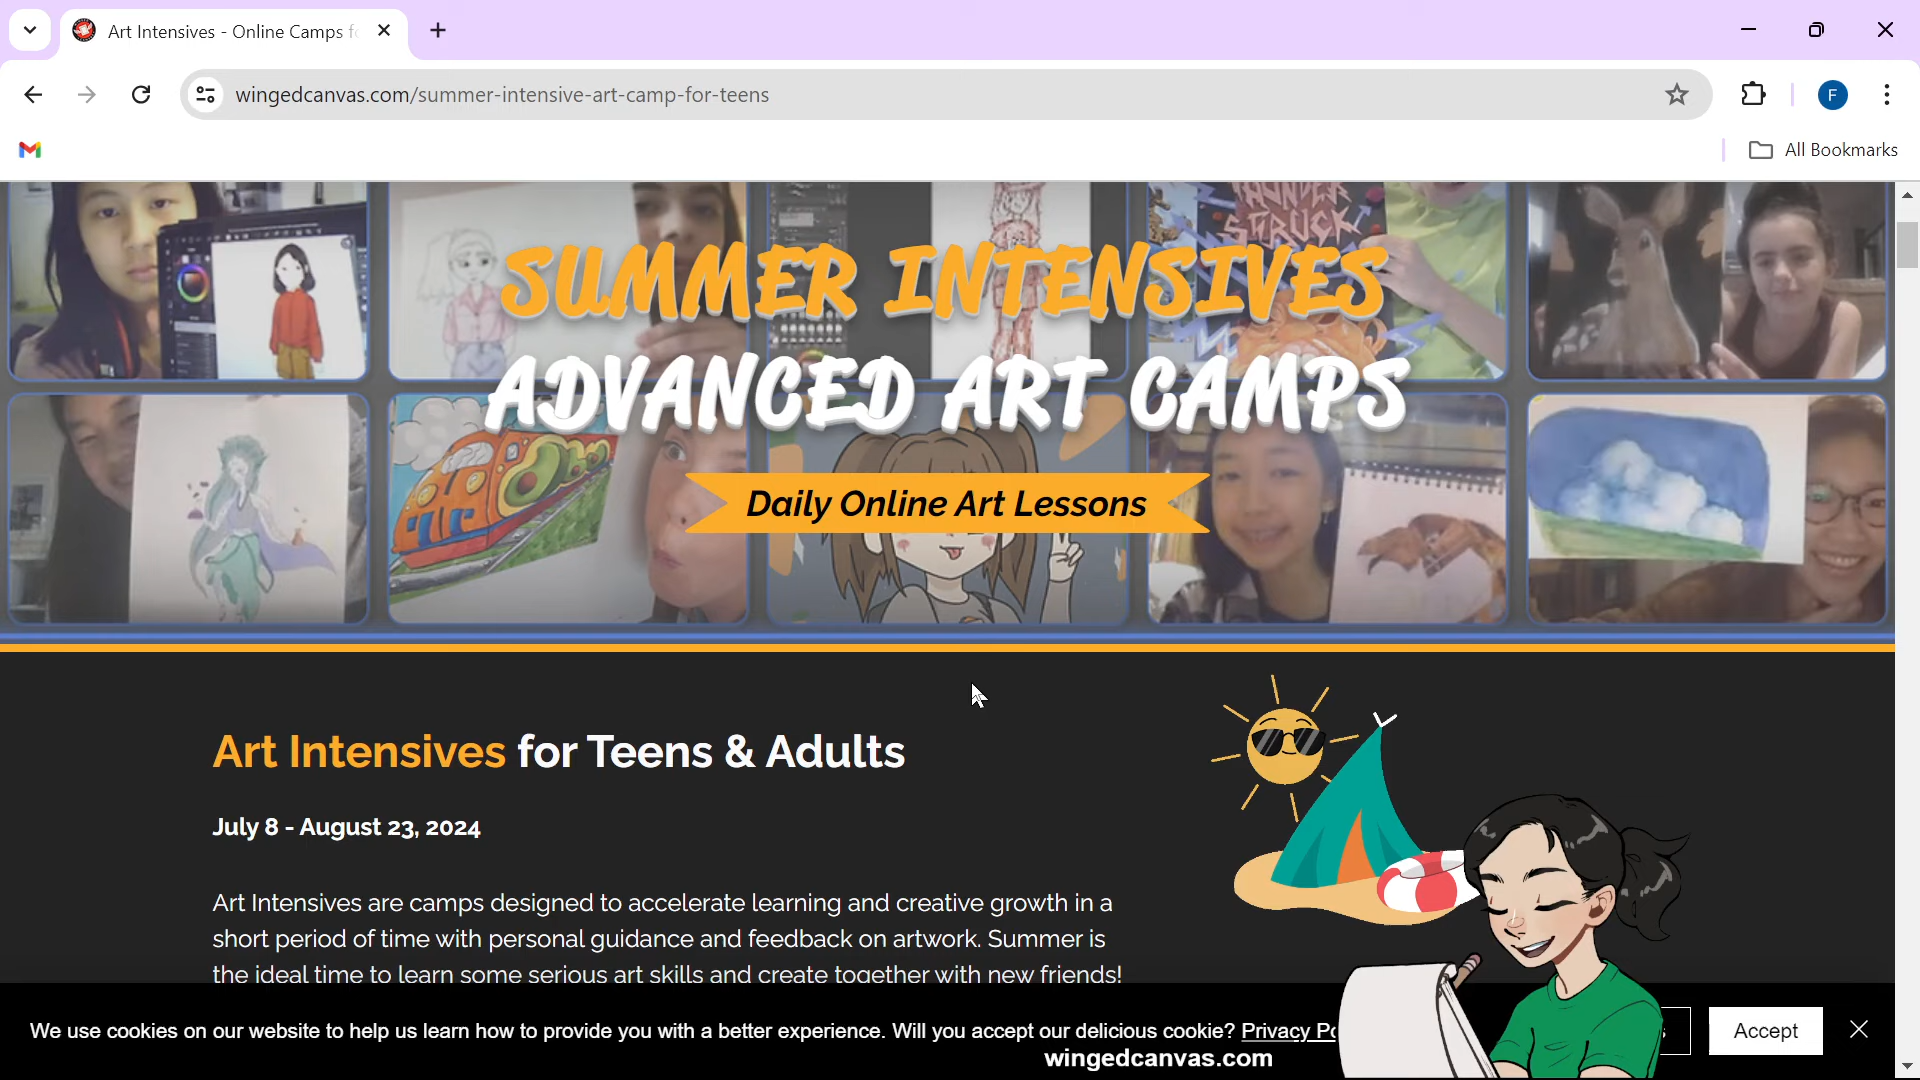 Art Intensives - Online Camps f
wingedcanvas.com/summer-intensive-art-camp-for-teens
F
All Bookmarks
THUNDER STRUCK
SUMMER INTENSIVES
ADVANCED ART CAMPS
Daily Online Art Lessons
Art Intensives for Teens & Adults
July 8 - August 23, 2024
Art Intensives are camps designed to accelerate learning and creative growth in a
short period of time with personal guidance and feedback on artwork. Summer is
the ideal time to learn some serious art skills and create together with new friends!
We use cookies on our website to help us learn how to provide you with a better experience. Will you accept our delicious cookie? Privacy Po
Accept
wingedcanvas.com